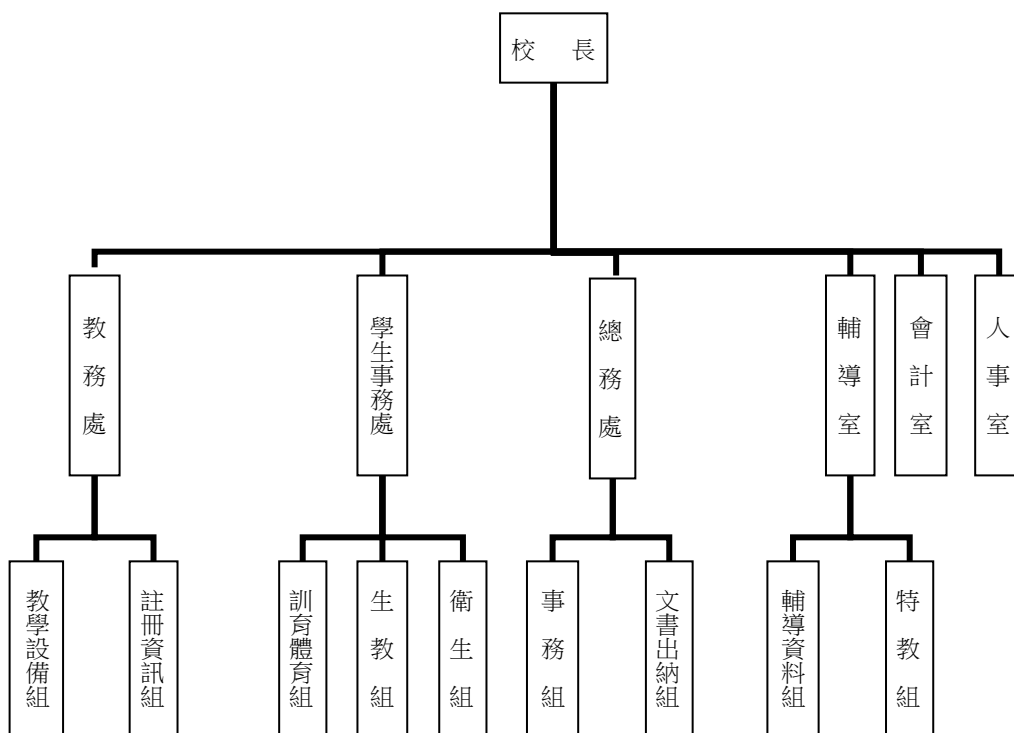 校 長
教務處
學生事務處
總務處
輔導室
會計室
人事室
教學設備組
註冊資訊組
訓育體育組
生教組
衛生組
事務組
文書出納組
輔導資料組
特教組